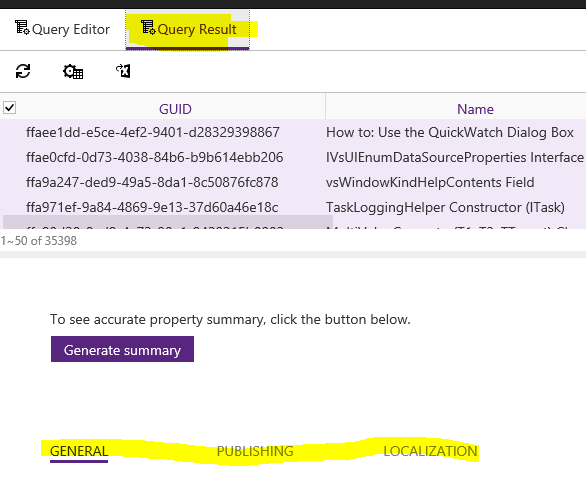 Query Editor Query Result
GUID Name
ffaee1dd-e5ce-4ef2-9401-d28329398867 How to: Use the QuickWatch Dialog Box
ffae0cfd-0d73-4038-84b6-b9b614ebb206 IVsUIEnumDataSourceProperties Interface
ffa9a247-ded9-49a5-8da1-8c50876fc878 vsWindowKindHelpContents Field
ffa971ef-9a84-4869-9e13-37d60a46e18c TaskLoggingHelper Constructor (ITask)
1~50 of 35398
To see accurate property summary, click the button below.
Generate summary
GENERAL PUBLISHING LOCALIZATION